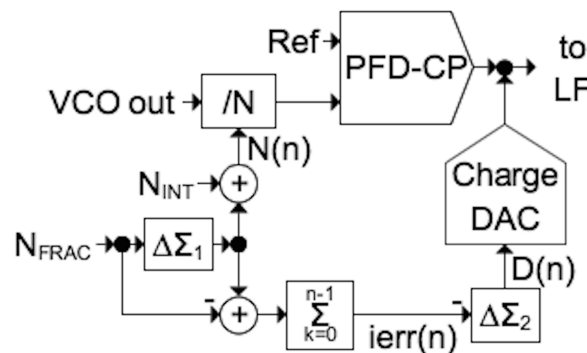 Ref
to
LF
PFD-CP
VCO out
/N
N(n)
N_INT
+
Charge
DAC
N_FRAC
ΔΣ₁
D(n)
-
+
n-1
Σ
k=0
ierr(n)
-
ΔΣ₂